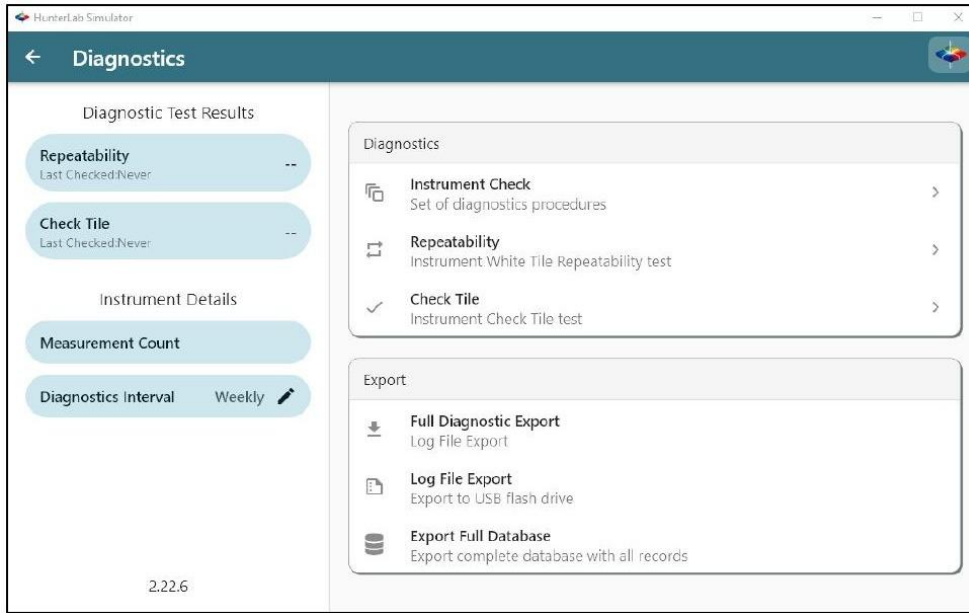 HunterLab Simulator
Diagnostics
Diagnostic Test Results
Repeatability
Last Checked:Never
--
Check Tile
Last Checked:Never
--
Instrument Details
Measurement Count
Diagnostics Interval Weekly
2.22.6
Diagnostics
Instrument Check
Set of diagnostics procedures
Repeatability
Instrument White Tile Repeatability test
Check Tile
Instrument Check Tile test
Export
Full Diagnostic Export
Log File Export
Log File Export
Export to USB flash drive
Export Full Database
Export complete database with all records